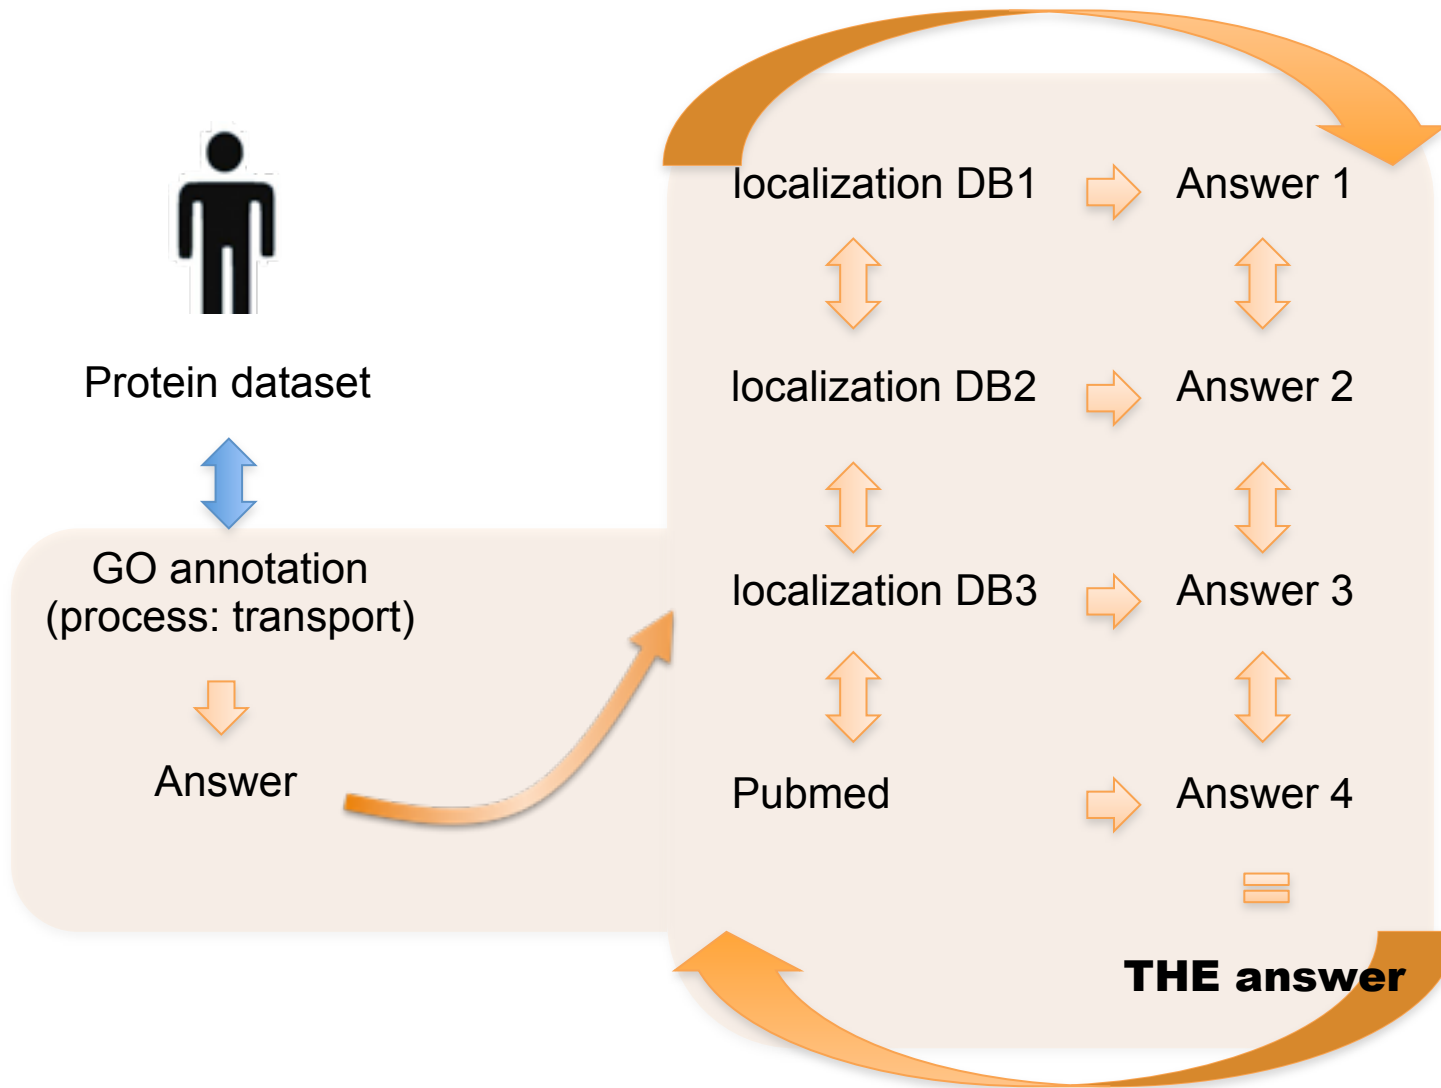 Protein dataset
GO annotation
(process: transport)
Answer
localization DB1
Answer 1
localization DB2
Answer 2
localization DB3
Answer 3
Pubmed
Answer 4
THE answer